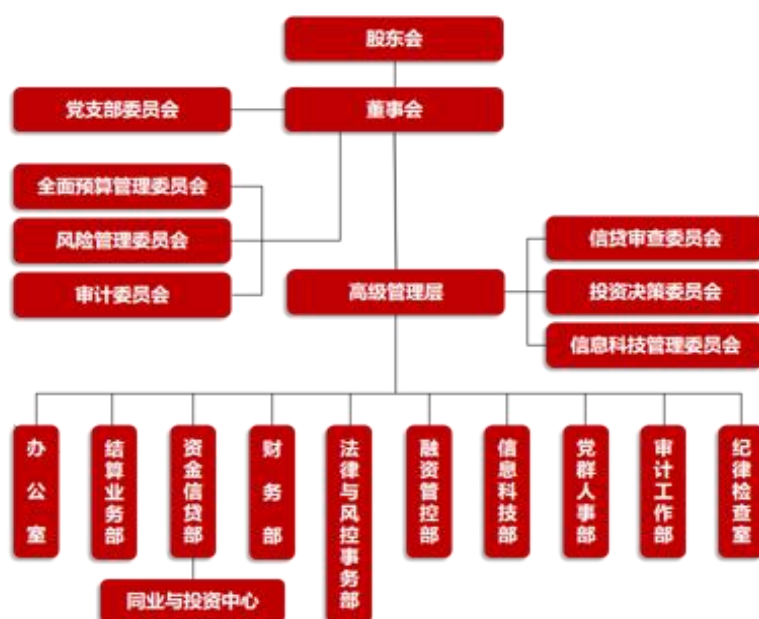 股东会
党支部委员会
董事会
全面预算管理委员会
风险管理委员会
审计委员会
高级管理层
信贷审查委员会
投资决策委员会
信息科技管理委员会
办公室
结算业务部
资金信贷部
财务部
法律与风控事务部
融资管控部
信息科技部
党群人事部
审计工作部
纪律检查室
同业与投资中心